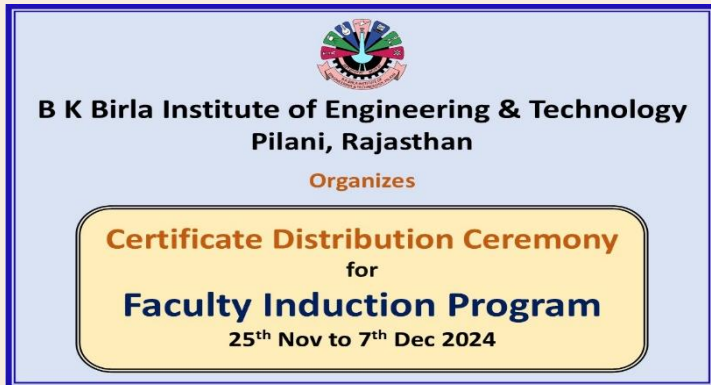 B K Birla Institute of Engineering & Technology
Pilani, Rajasthan
Organizes
Certificate Distribution Ceremony
for
Faculty Induction Program
25th Nov to 7th Dec 2024